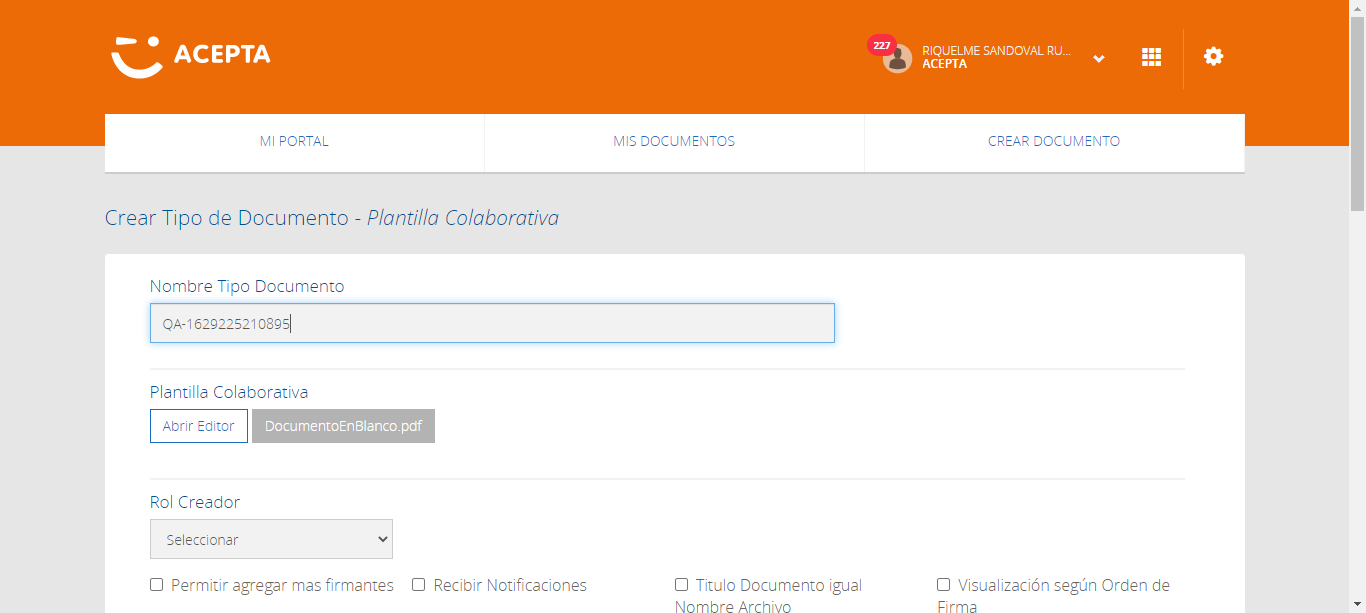 ACEPTA
227
RIQUELME SANDOVAL RU...
ACEPTA
MI PORTAL
MIS DOCUMENTOS
CREAR DOCUMENTO
Crear Tipo de Documento - Plantilla Colaborativa
Nombre Tipo Documento
QA-1629225210895
Plantilla Colaborativa
Abrir Editor
DocumentoEnBlanco.pdf
Rol Creador
Seleccionar
Permitir agregar mas firmantes
Recibir Notificaciones
Titulo Documento igual
Nombre Archivo
Visualización según Orden de
Firma